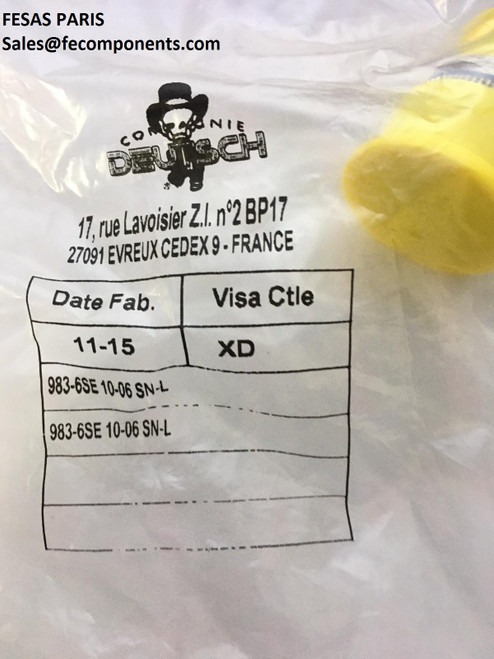 FESAS PARIS
Sales@fecomponents.com
COMPAGNIE
DEUTSCH
17, rue Lavoisier Z.I. n°2 BP17
27091 EVREUX CEDEX 9 - FRANCE
Date Fab. Visa Ctle
11-15 XD
983-6SE 10-06 SN-L
983-6SE 10-06 SN-L